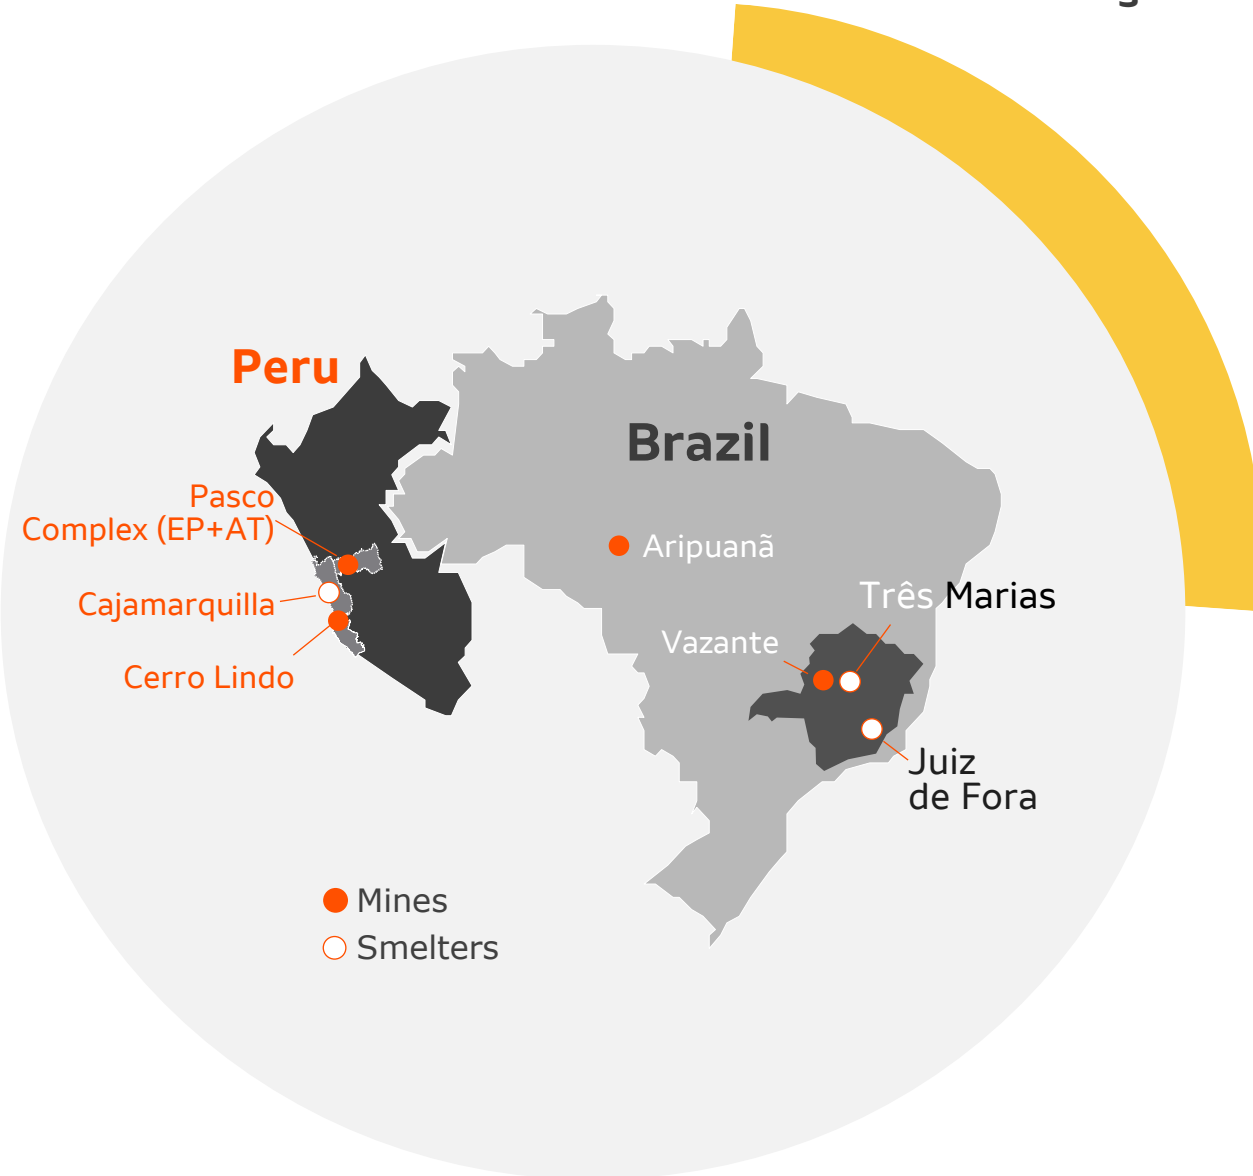 Peru
Brazil
Pasco
Complex (EP+AT)
Aripuanã
Cajamarquilla
Três Marias
Vazante
Cerro Lindo
Juiz
de Fora
Mines
Smelters